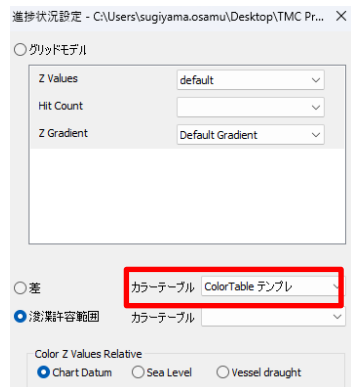 進捗状況設定 - C:\Users\sugiyama.osamu\Desktop\TMC Pr... ×
グリッドモデル
Z Values default
Hit Count
Z Gradient Default Gradient
差 カラーテーブル ColorTable テンプレ
浚渫許容範囲 カラーテーブル
Color Z Values Relative
Chart Datum Sea Level Vessel draught